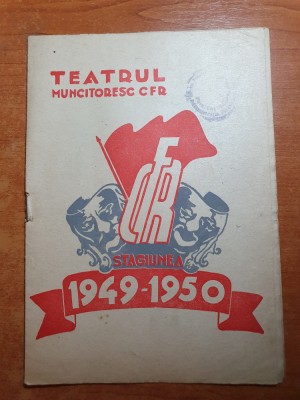 TEATRUL
MUNCITORESC CFR
CFR
STAGIUNEA
1949-1950